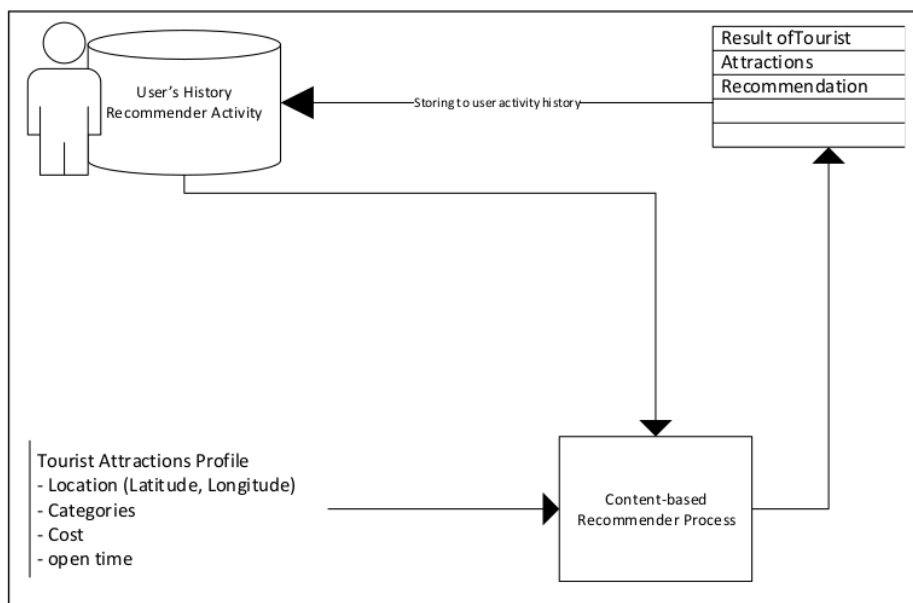 User's History
Recommender Activity
Storing to user activity history
Result ofTourist
Attractions
Recommendation
Tourist Attractions Profile
- Location (Latitude, Longitude)
- Categories
- Cost
- open time
Content-based
Recommender Process